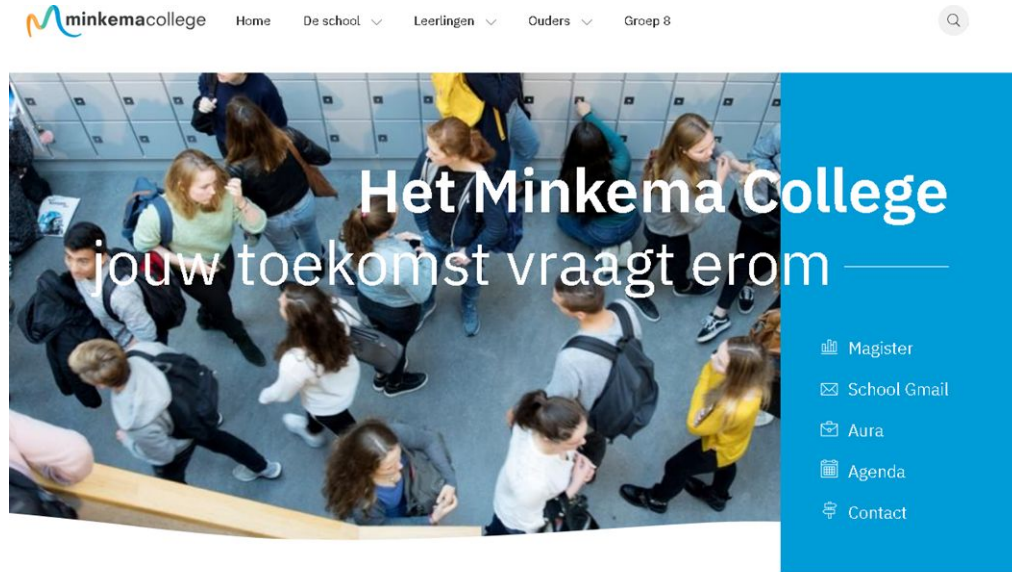 minkemacollege Home De school Leerlingen Ouders Groep 8
Het Minkema College
jouw toekomst vraagt erom
Magister
School Gmail
Aura
Agenda
Contact